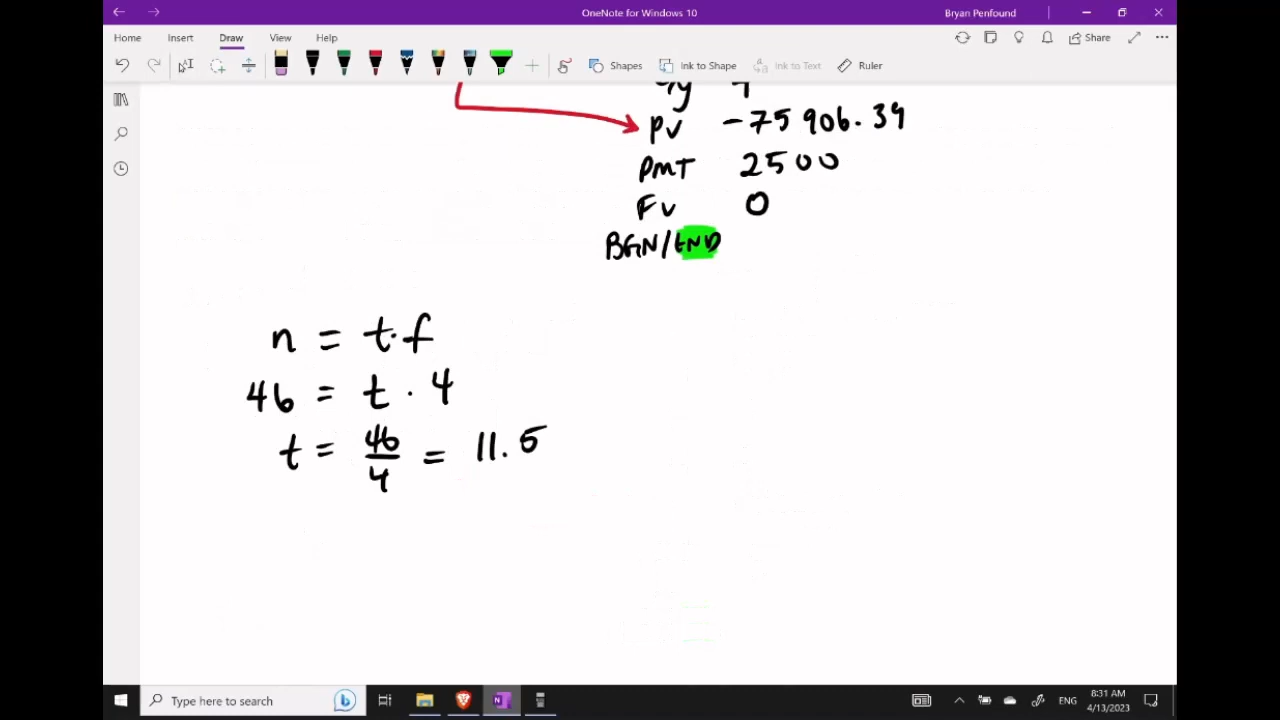 OneNote for Windows 10
Bryan Penfound
Home
Insert
Draw
View
Help
Share
Shapes
Ink to Shape
Ink to Text
Ruler
PV -75 906.39
PMT 2500
FV 0
BGN/END
n = t·f
46 = t · 4
t = 46/4 = 11.5
Type here to search
ENG
8:31 AM
4/13/2023